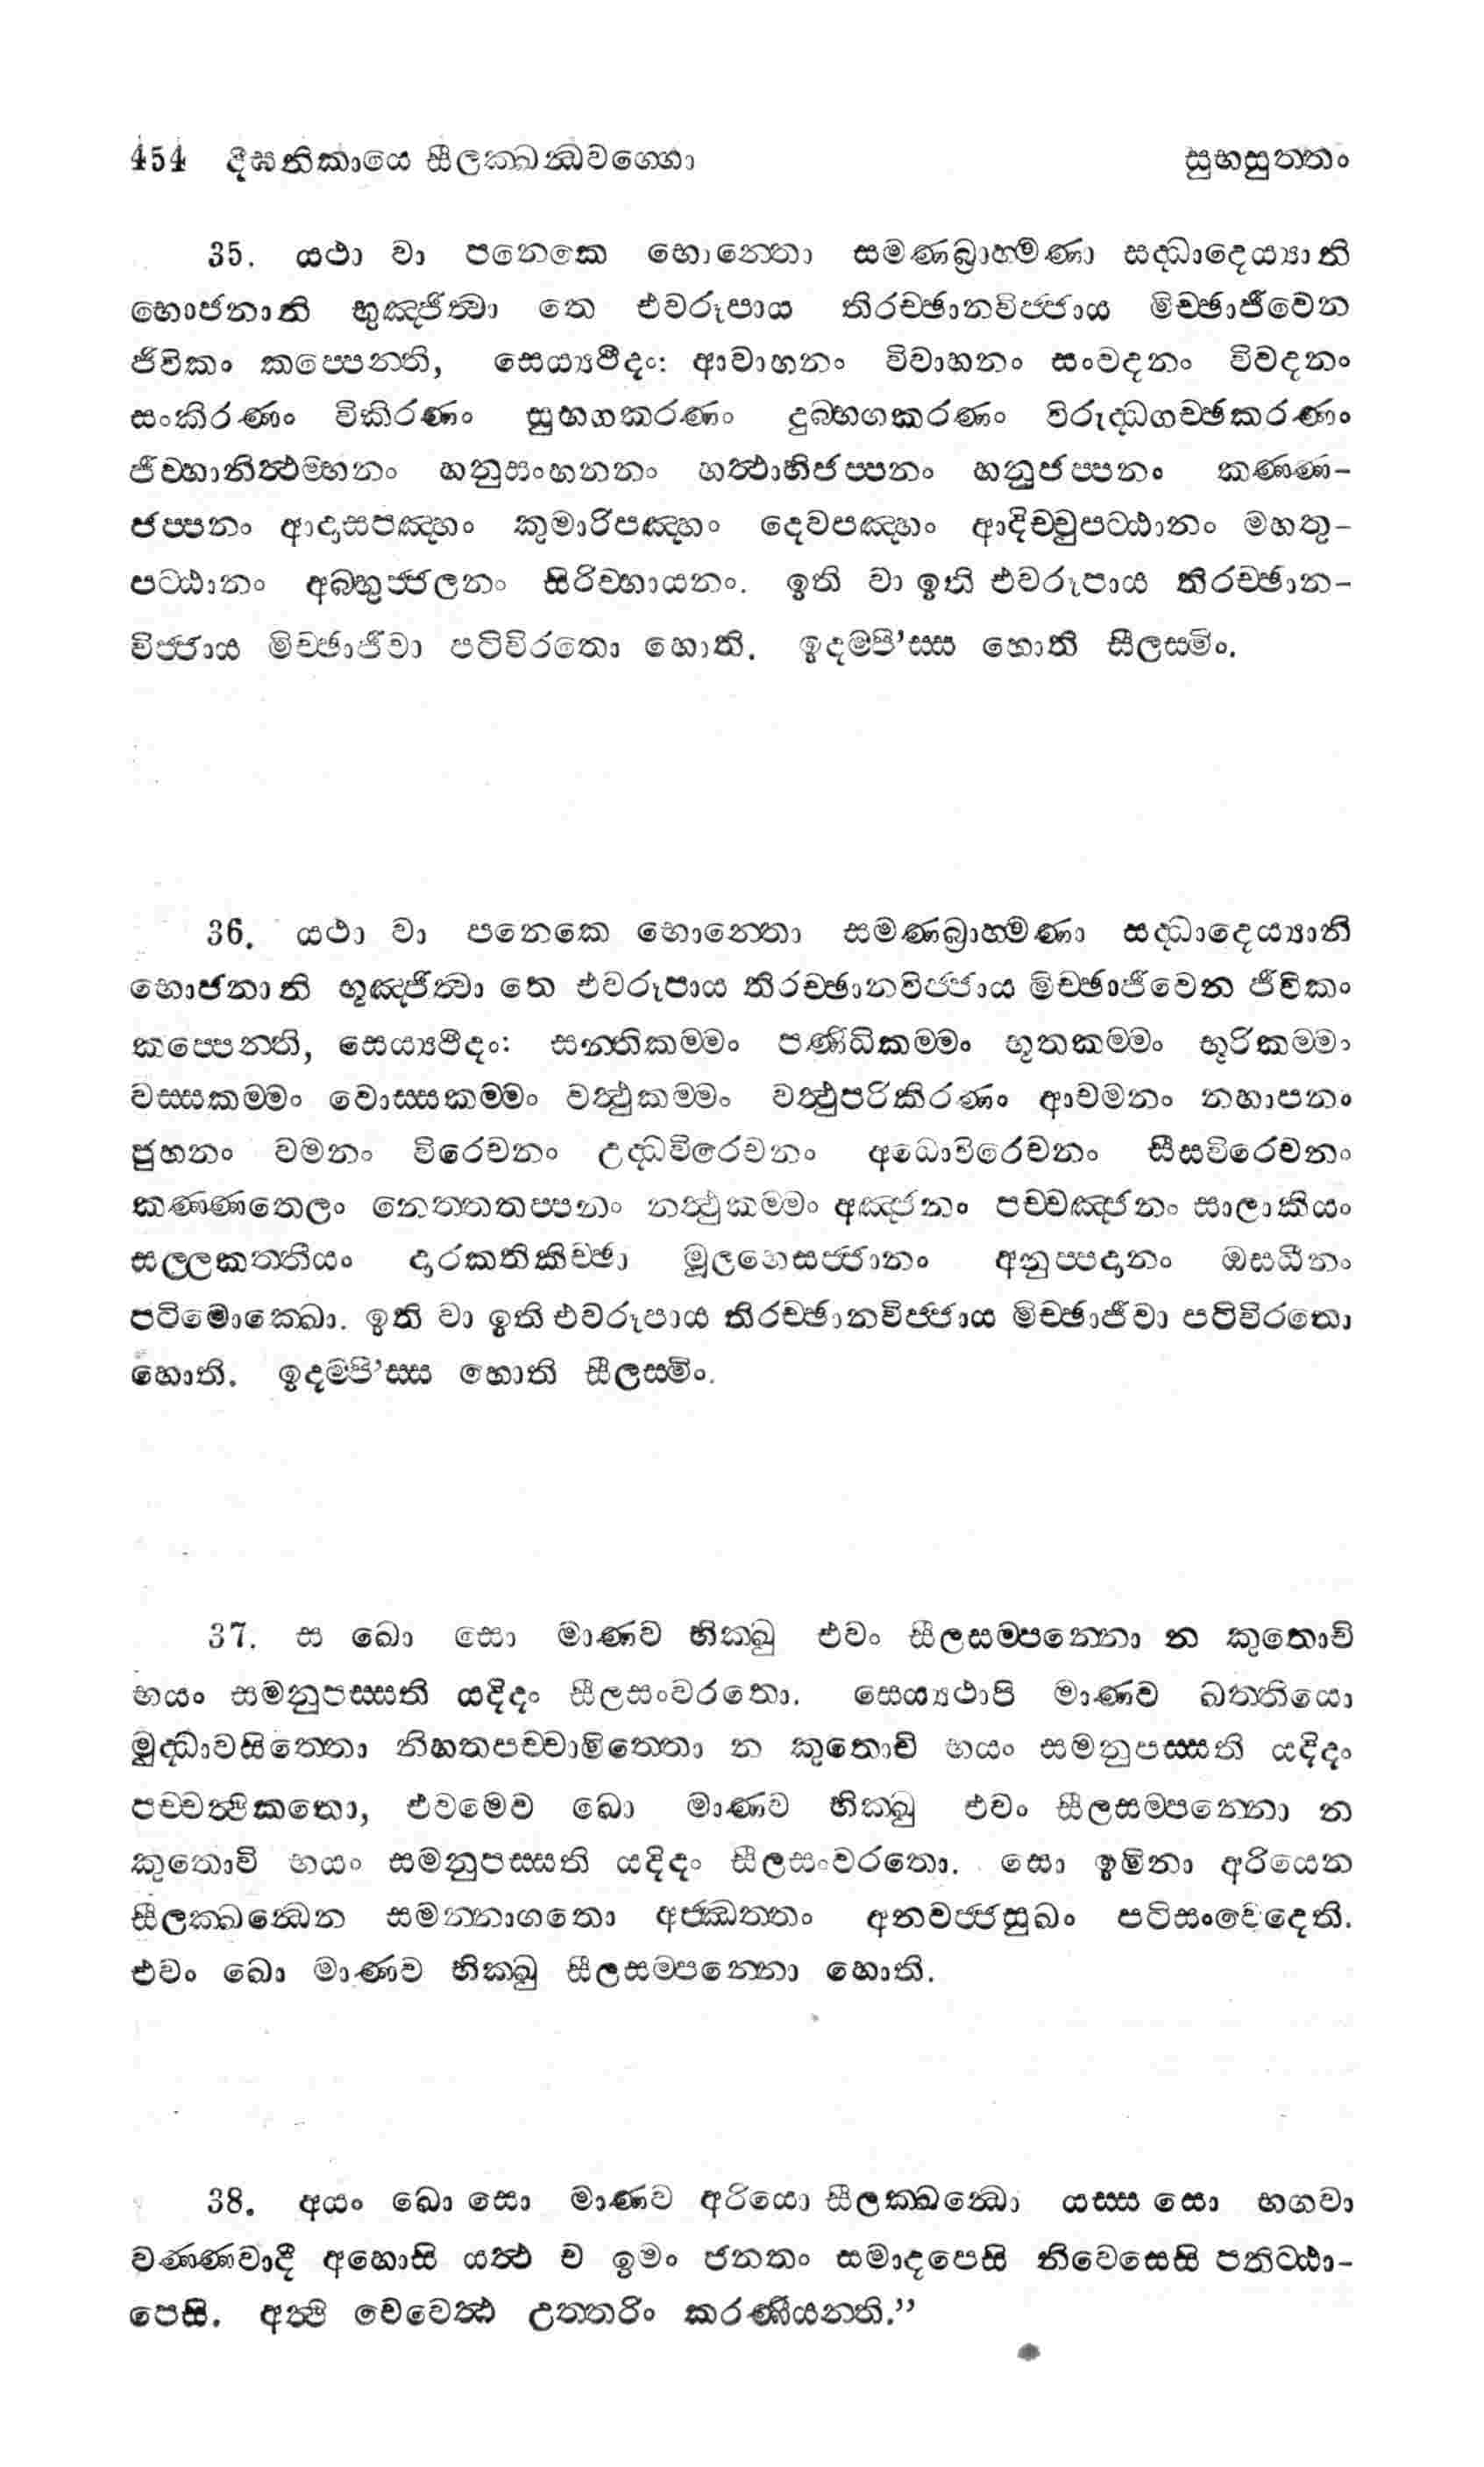 454 දීඝනිකායෙ සීලක්ඛන්ධවග්ගො සුභසුත්තං
35. යථා වා පනෙකෙ භොන්තො සමණබ්‍රාහ්මණා සද්ධාදෙය්‍යානි
භොජනානි භුඤ්ජිත්වා තෙ එවරූපාය තිරච්ඡානවිජ්ජාය මිච්ඡාජීවෙන
ජීවිකං කප්පෙන්ති, සෙය්‍යථීදං: ආවාහනං විවාහනං සංවදනං විවදනං
සංකිරණං විකිරණං සුභගකරණං දුබ්භගකරණං විරුද්ධගච්ඡකරණං
ජීව්හානිත්ථම්භනං හනුසංහනනං හත්ථාභිජප්පනං හනුජප්පනං කණ්ණ-
ජප්පනං ආදාසපඤ්හං කුමාරිපඤ්හං දෙවපඤ්හං ආදිච්චුපට්ඨානං මහතු-
පට්ඨානං අබ්භුජ්ජලනං සිරිව්හායනං. ඉති වා ඉති එවරූපාය තිරච්ඡාන-
විජ්ජාය මිච්ඡාජීවා පටිවිරතො හොති. ඉදම්පි’ස්ස හොති සීලස්මිං.
36. යථා වා පනෙකෙ භොන්තො සමණබ්‍රාහ්මණා සද්ධාදෙය්‍යානි
භොජනානි භූඤ්ජිත්වා තෙ එවරූපාය තිරච්ඡානවිජ්ජාය මිච්ඡාජීවෙන ජීවිකං
කප්පෙන්ති, සෙය්‍යථීදං: සන්තිකම්මං පණිධිකම්මං භූතකම්මං භූරිකම්මං
වස්සකම්මං වොස්සකම්මං වත්ථුකම්මං වත්ථුපරිකිරණං ආචමනං නහාපනං
ජුහනං වමනං විරෙචනං උද්ධවිරෙචනං අධොවිරෙචනං සීසවිරෙචනං
කණ්ණතෙලං නෙත්තතප්පනං නත්ථුකම්මං අඤ්ජනං පච්චඤ්ජනං සාලාකියං
සල්ලකත්තියං දාරකතිකිච්ඡා මූලභෙසජ්ජානං අනුප්පදානං ඔසධීනං
පටිමොක්ඛො. ඉති වා ඉති එවරූපාය තිරච්ඡානවිජ්ජාය මිච්ඡාජීවා පටිවිරතො
හොති. ඉදම්පි’ස්ස හොති සීලස්මිං.
37. ස ඛො සො මාණව භික්ඛු එවං සීලසම්පන්නො න කුතොචි
භයං සමනුපස්සති යදිදං සීලසංවරතො. සෙය්‍යථාපි මාණව ඛත්තියො
මුද්ධාවසිත්තො නිහතපච්චාමිත්තො න කුතොචි භයං සමනුපස්සති යදිදං
පච්චත්ථිකතො, එවමෙව ඛො මාණව භික්ඛු එවං සීලසම්පන්නො න
කුතොචි භයං සමනුපස්සති යදිදං සීලසංවරතො. සො ඉමිනා අරියෙන
සීලක්ඛන්ධෙන සමන්නාගතො අජ්ඣත්තං අනවජ්ජසුඛං පටිසංවෙදෙති.
එවං ඛො මාණව භික්ඛු සීලසම්පන්නො හොති.
38. අයං ඛො සො මාණව අරියො සීලක්ඛන්ධො යස්ස සො භගවා
වණ්ණවාදී අහොසි යත්ථ ච ඉමං ජනතං සමාදපෙසි නිවෙසෙසි පතිට්ඨා-
පෙසි. අත්ථි චෙවෙත්ථ උත්තරිං කරණීයන්ති.”